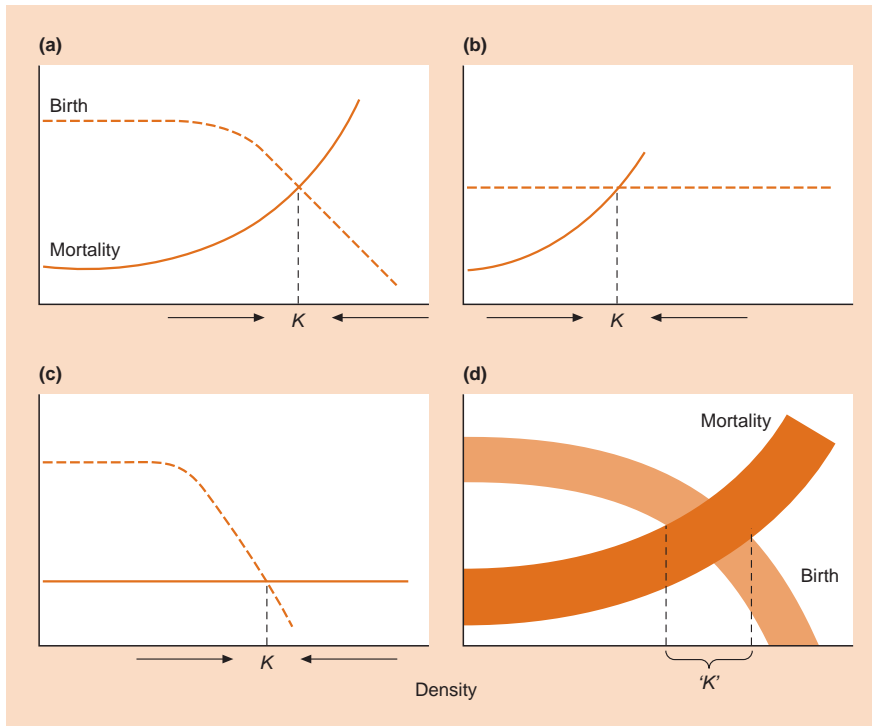 (a)
Birth
Mortality
K
(b)
K
(c)
K
(d)
Mortality
Birth
‘K’
Density